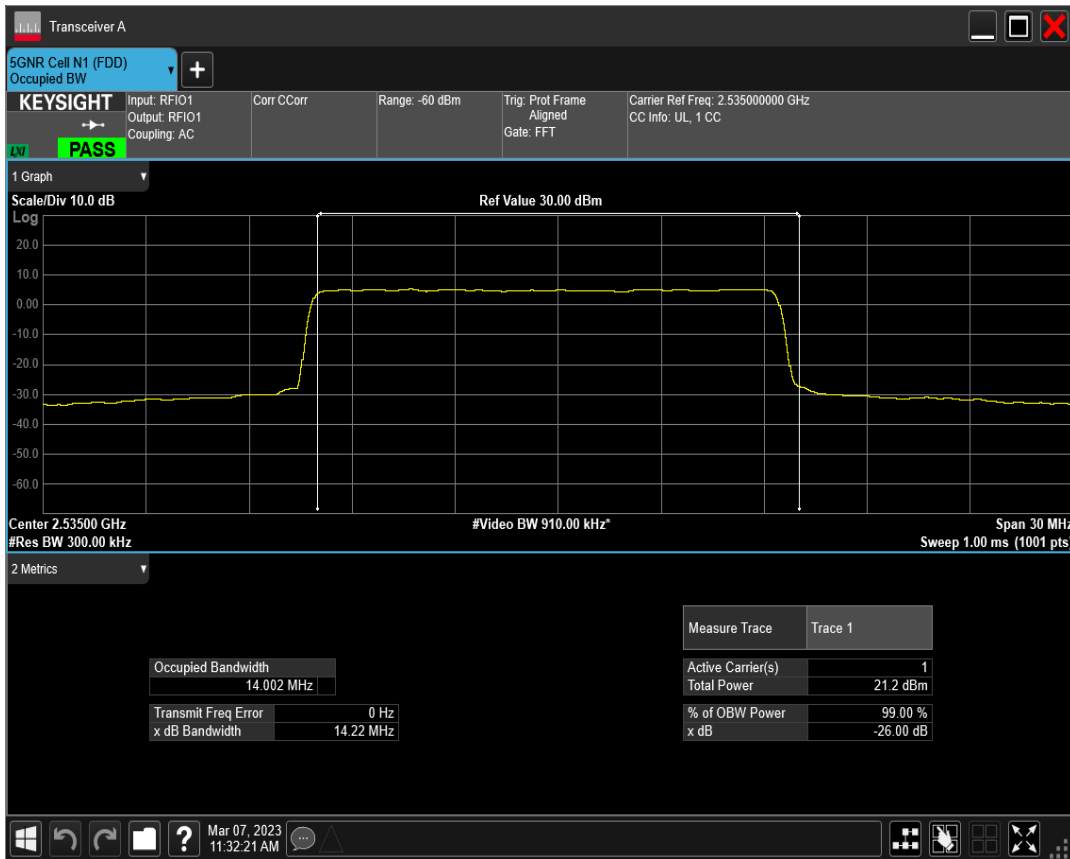 Transceiver A
5GNR Cell N1 (FDD)
Occupied BW
+
KEYSIGHT
LXI
PASS
Input: RFIO1
Output: RFIO1
Coupling: AC
Corr CCorr
Range: -60 dBm
Trig: Prot Frame
Aligned
Gate: FFT
Carrier Ref Freq: 2.535000000 GHz
CC Info: UL, 1 CC
1 Graph
Scale/Div 10.0 dB
Ref Value 30.00 dBm
Log
20.0
10.0
0.00
-10.0
-20.0
-30.0
-40.0
-50.0
-60.0
Center 2.53500 GHz
#Video BW 910.00 kHz*
Span 30 MHz
#Res BW 300.00 kHz
Sweep 1.00 ms (1001 pts)
2 Metrics
Measure Trace Trace 1
Occupied Bandwidth
14.002 MHz
Active Carrier(s) 1
Total Power 21.2 dBm
Transmit Freq Error 0 Hz
x dB Bandwidth 14.22 MHz
% of OBW Power 99.00 %
x dB -26.00 dB
?
Mar 07, 2023
11:32:21 AM